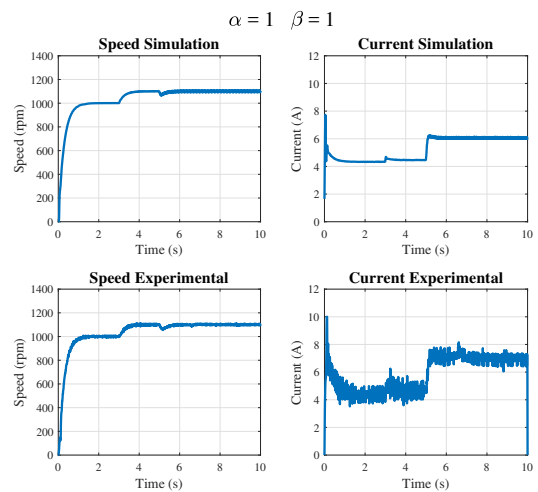 α = 1 β = 1
Speed Simulation
Speed (rpm)
1400
1200
1000
800
600
400
200
0
0 2 4 6 8 10
Time (s)
Current Simulation
Current (A)
12
10
8
6
4
2
0
0 2 4 6 8 10
Time (s)
Speed Experimental
Speed (rpm)
1400
1200
1000
800
600
400
200
0
0 2 4 6 8 10
Time (s)
Current Experimental
Current (A)
12
10
8
6
4
2
0
0 2 4 6 8 10
Time (s)